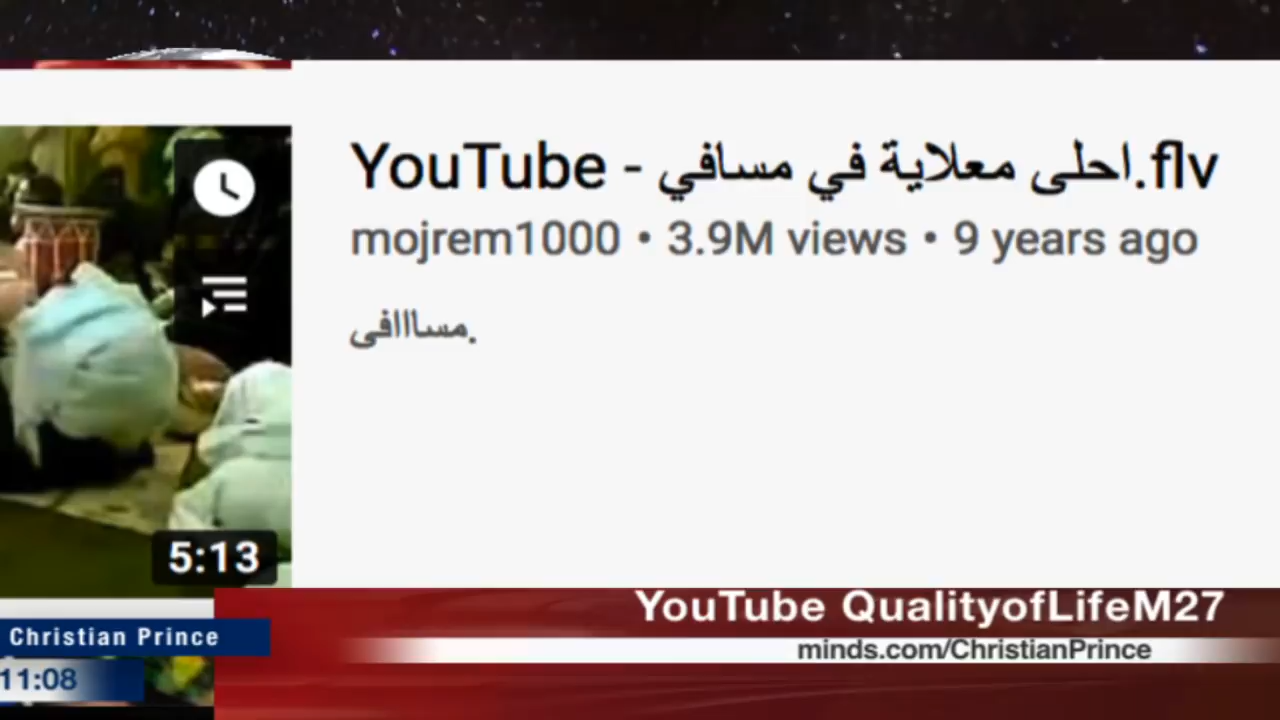 YouTube - احلى معلاية في مسافي.flv
mojrem1000 • 3.9M views • 9 years ago
مسااافى.
5:13
YouTube QualityofLifeM27
minds.com/ChristianPrince
Christian Prince
11:08